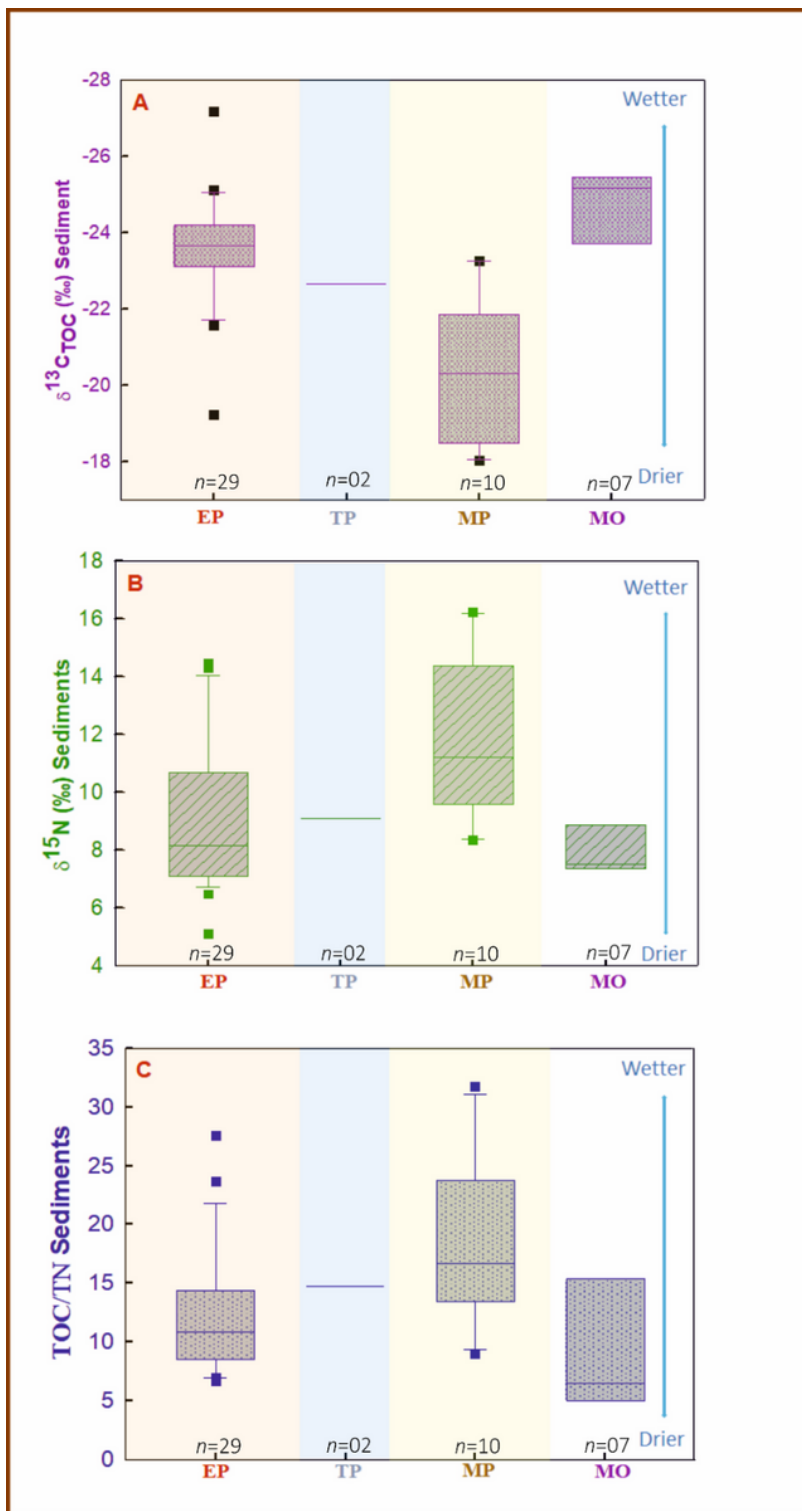 -28
A
Wetter
-26
-24
-22
-20
-18
δ13CTOC (‰) Sediment
n=29 n=02 n=10 n=07
Drier
EP TP MP MO
18
B
Wetter
16
14
12
10
8
6
4
δ15N (‰) Sediments
n=29 n=02 n=10 n=07
Drier
EP TP MP MO
35
C
Wetter
30
25
20
15
10
5
0
TOC/TN Sediments
n=29 n=02 n=10 n=07
Drier
EP TP MP MO